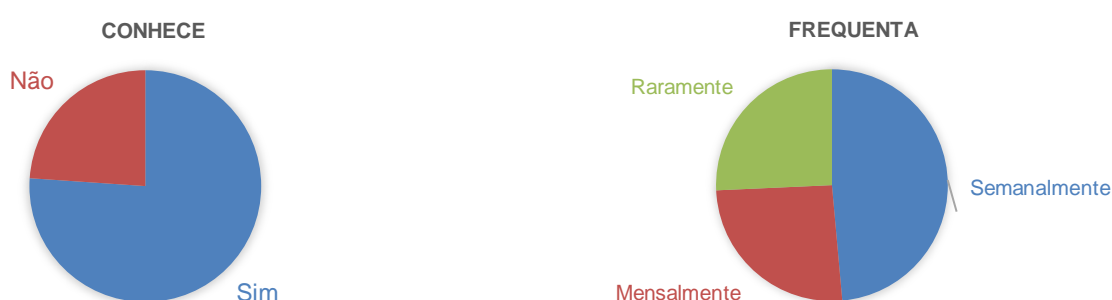 CONHECE
Não
Sim
FREQUENTA
Raramente
Semanalmente
Mensalmente